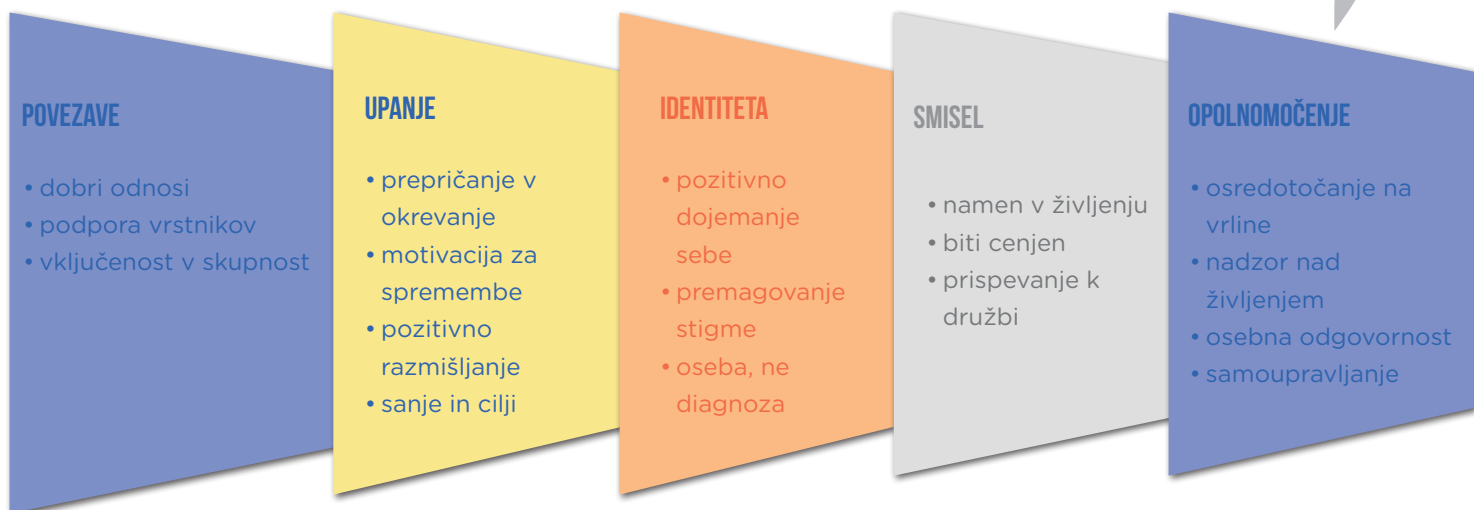 POVEZAVE
• dobri odnosi
• podpora vrstnikov
• vključenost v skupnost
UPANJE
• prepričanje v
okrevanje
• motivacija za
spremembe
• pozitivno
razmišljanje
• sanje in cilji
IDENTITETA
• pozitivno
dojemanje
sebe
• premagovanje
stigme
• oseba, ne
diagnoza
SMISEL
• namen v življenju
• biti cenjen
• prispevanje k
družbi
OPOLNOMOČENJE
• osredotočanje na
vrline
• nadzor nad
življenjem
• osebna odgovornost
• samoupravljanje